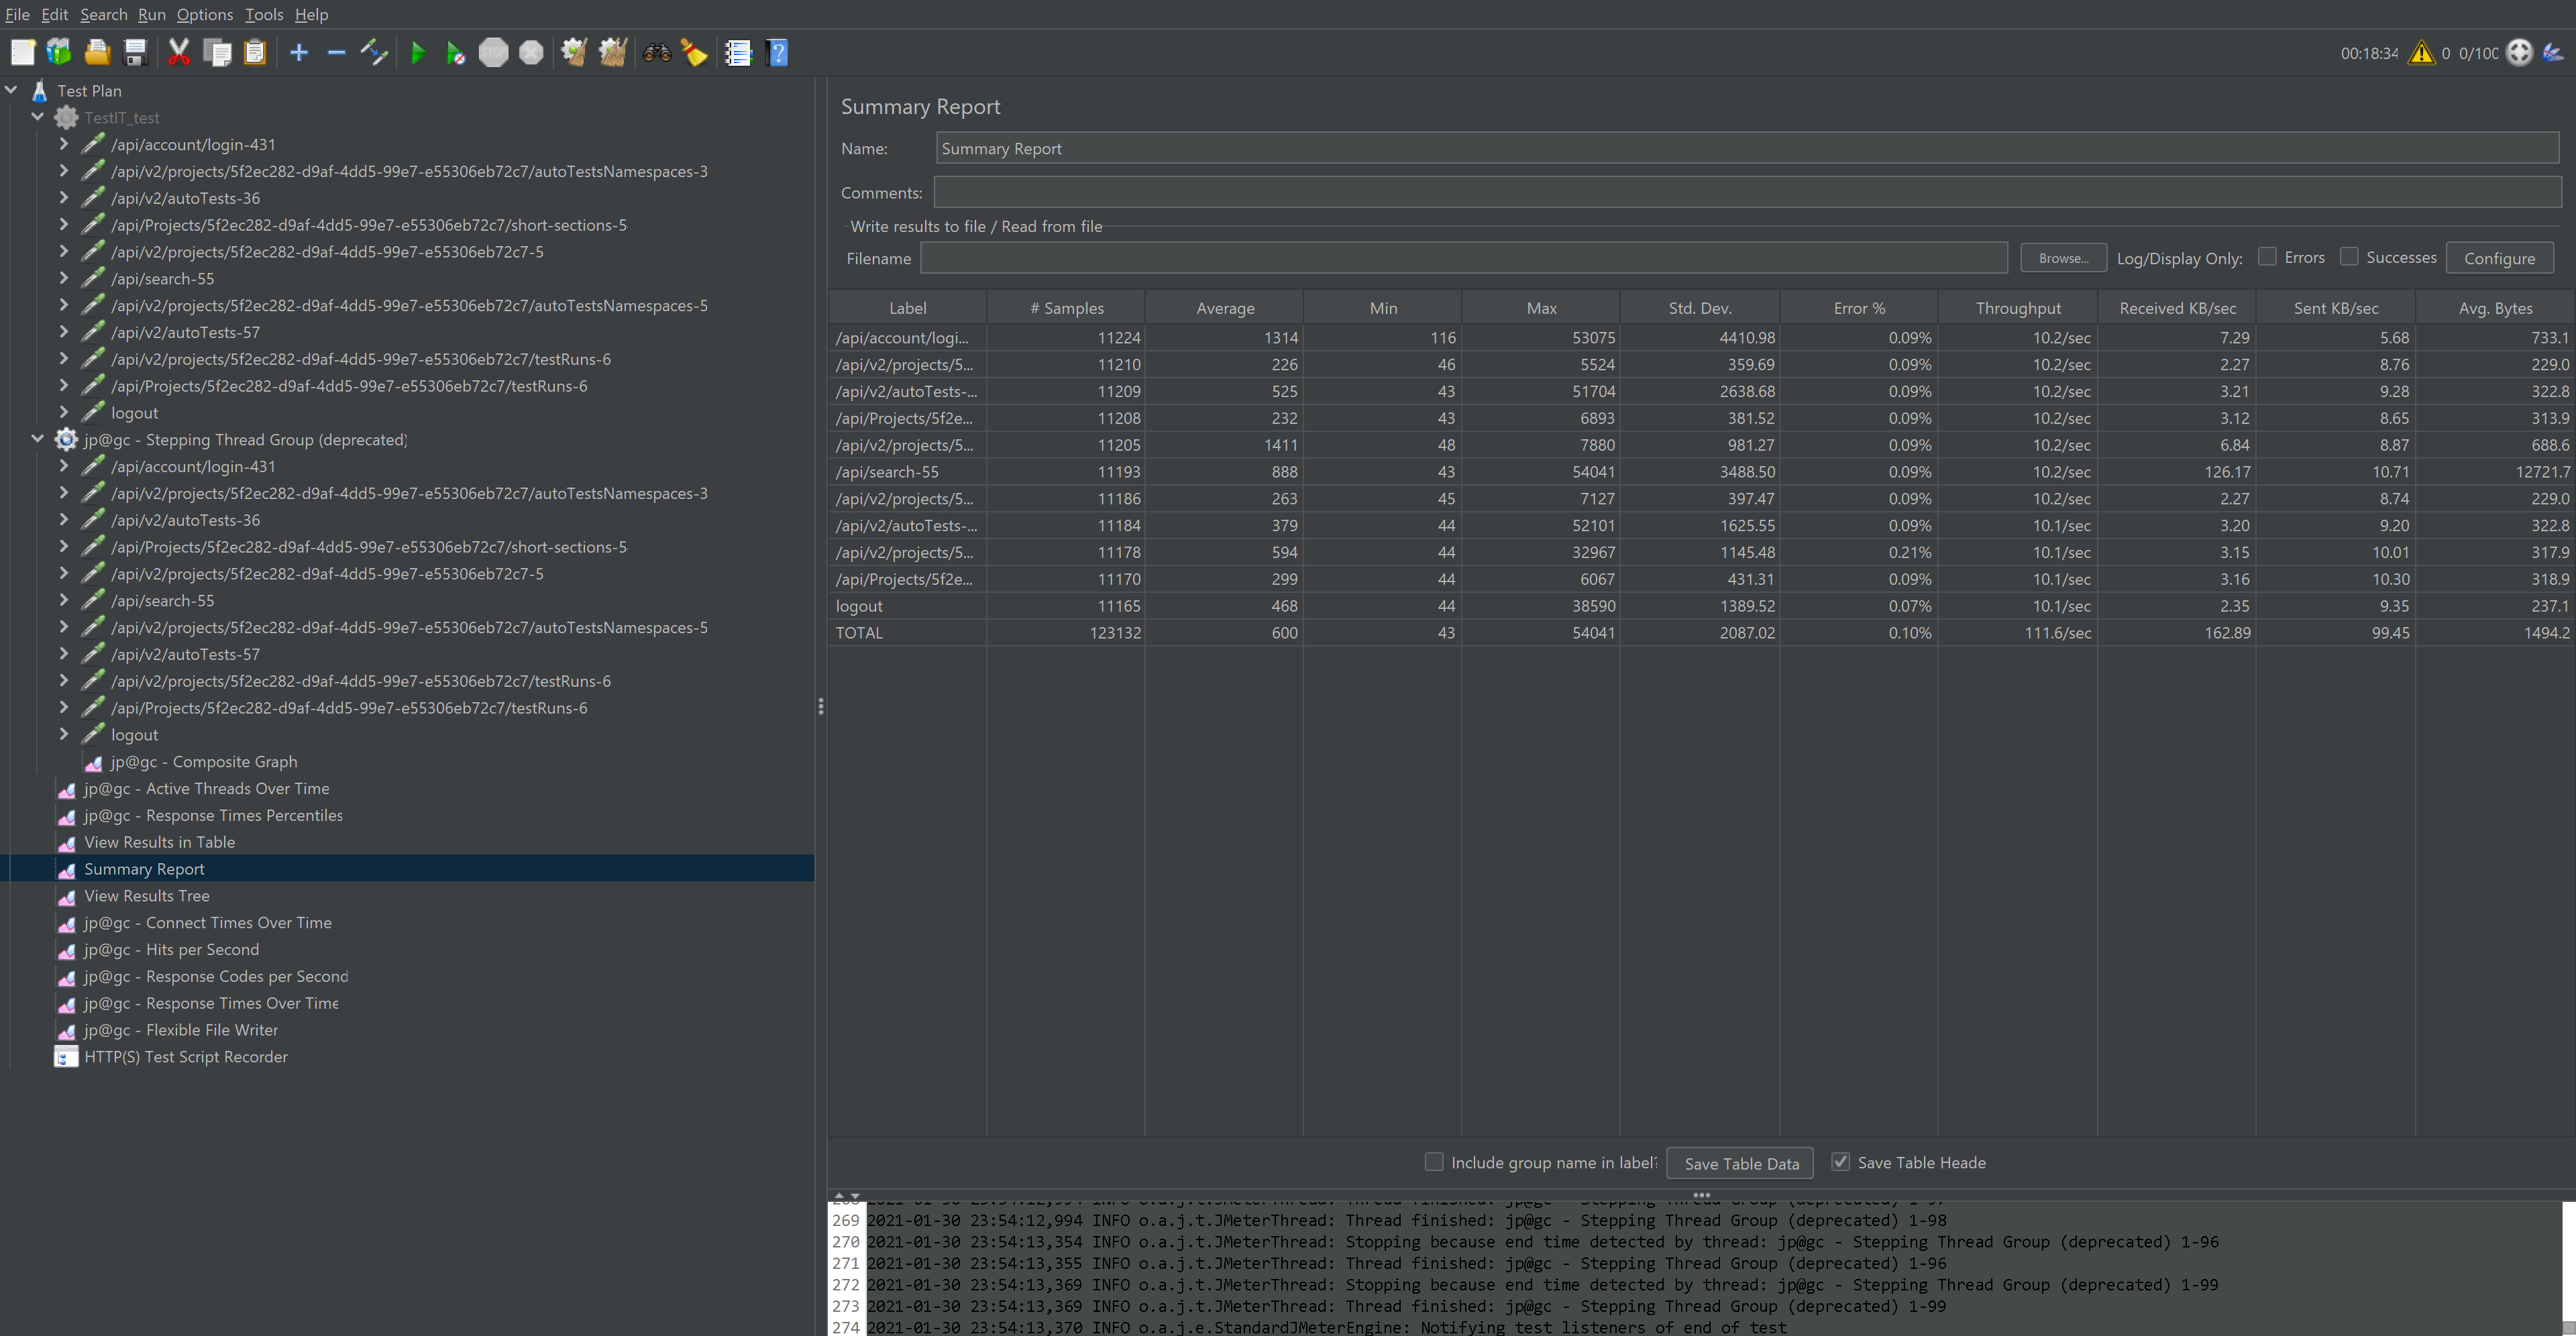 File Edit Search Run Options Tools Help
00:18:34 0 0/100
Test Plan
TestIT_test
/api/account/login-431
/api/v2/projects/5f2ec282-d9af-4dd5-99e7-e55306eb72c7/autoTestsNamespaces-3
/api/v2/autoTests-36
/api/Projects/5f2ec282-d9af-4dd5-99e7-e55306eb72c7/short-sections-5
/api/v2/projects/5f2ec282-d9af-4dd5-99e7-e55306eb72c7-5
/api/search-55
/api/v2/projects/5f2ec282-d9af-4dd5-99e7-e55306eb72c7/autoTestsNamespaces-5
/api/v2/autoTests-57
/api/v2/projects/5f2ec282-d9af-4dd5-99e7-e55306eb72c7/testRuns-6
/api/Projects/5f2ec282-d9af-4dd5-99e7-e55306eb72c7/testRuns-6
logout
jp@gc - Stepping Thread Group (deprecated)
/api/account/login-431
/api/v2/projects/5f2ec282-d9af-4dd5-99e7-e55306eb72c7/autoTestsNamespaces-3
/api/v2/autoTests-36
/api/Projects/5f2ec282-d9af-4dd5-99e7-e55306eb72c7/short-sections-5
/api/v2/projects/5f2ec282-d9af-4dd5-99e7-e55306eb72c7-5
/api/search-55
/api/v2/projects/5f2ec282-d9af-4dd5-99e7-e55306eb72c7/autoTestsNamespaces-5
/api/v2/autoTests-57
/api/v2/projects/5f2ec282-d9af-4dd5-99e7-e55306eb72c7/testRuns-6
/api/Projects/5f2ec282-d9af-4dd5-99e7-e55306eb72c7/testRuns-6
logout
jp@gc - Composite Graph
jp@gc - Active Threads Over Time
jp@gc - Response Times Percentiles
View Results in Table
Summary Report
View Results Tree
jp@gc - Connect Times Over Time
jp@gc - Hits per Second
jp@gc - Response Codes per Second
jp@gc - Response Times Over Time
jp@gc - Flexible File Writer
HTTP(S) Test Script Recorder
Summary Report
Name: Summary Report
Comments:
Write results to file / Read from file
Filename Browse... Log/Display Only: Errors Successes Configure
Label # Samples Average Min Max Std. Dev. Error % Throughput Received KB/sec Sent KB/sec Avg. Bytes
/api/account/logi... 11224 1314 116 53075 4410.98 0.09% 10.2/sec 7.29 5.68 733.1
/api/v2/projects/5... 11210 226 46 5524 359.69 0.09% 10.2/sec 2.27 8.76 229.0
/api/v2/autoTests-... 11209 525 43 51704 2638.68 0.09% 10.2/sec 3.21 9.28 322.8
/api/Projects/5f2e... 11208 232 43 6893 381.52 0.09% 10.2/sec 3.12 8.65 313.9
/api/v2/projects/5... 11205 1411 48 7880 981.27 0.09% 10.2/sec 6.84 8.87 688.6
/api/search-55 11193 888 43 54041 3488.50 0.09% 10.2/sec 126.17 10.71 12721.7
/api/v2/projects/5... 11186 263 45 7127 397.47 0.09% 10.2/sec 2.27 8.74 229.0
/api/v2/autoTests-... 11184 379 44 52101 1625.55 0.09% 10.1/sec 3.20 9.20 322.8
/api/v2/projects/5... 11178 594 44 32967 1145.48 0.21% 10.1/sec 3.15 10.01 317.9
/api/Projects/5f2e... 11170 299 44 6067 431.31 0.09% 10.1/sec 3.16 10.30 318.9
logout 11165 468 44 38590 1389.52 0.07% 10.1/sec 2.35 9.35 237.1
TOTAL 123132 600 43 54041 2087.02 0.10% 111.6/sec 162.89 99.45 1494.2
Include group name in label? Save Table Data Save Table Heade
269 2021-01-30 23:54:12,994 INFO o.a.j.t.JMeterThread: Thread finished: jp@gc - Stepping Thread Group (deprecated) 1-98
270 2021-01-30 23:54:13,354 INFO o.a.j.t.JMeterThread: Stopping because end time detected by thread: jp@gc - Stepping Thread Group (deprecated) 1-96
271 2021-01-30 23:54:13,355 INFO o.a.j.t.JMeterThread: Thread finished: jp@gc - Stepping Thread Group (deprecated) 1-96
272 2021-01-30 23:54:13,369 INFO o.a.j.t.JMeterThread: Stopping because end time detected by thread: jp@gc - Stepping Thread Group (deprecated) 1-99
273 2021-01-30 23:54:13,369 INFO o.a.j.t.JMeterThread: Thread finished: jp@gc - Stepping Thread Group (deprecated) 1-99
274 2021-01-30 23:54:13,370 INFO o.a.j.e.StandardJMeterEngine: Notifying test listeners of end of test